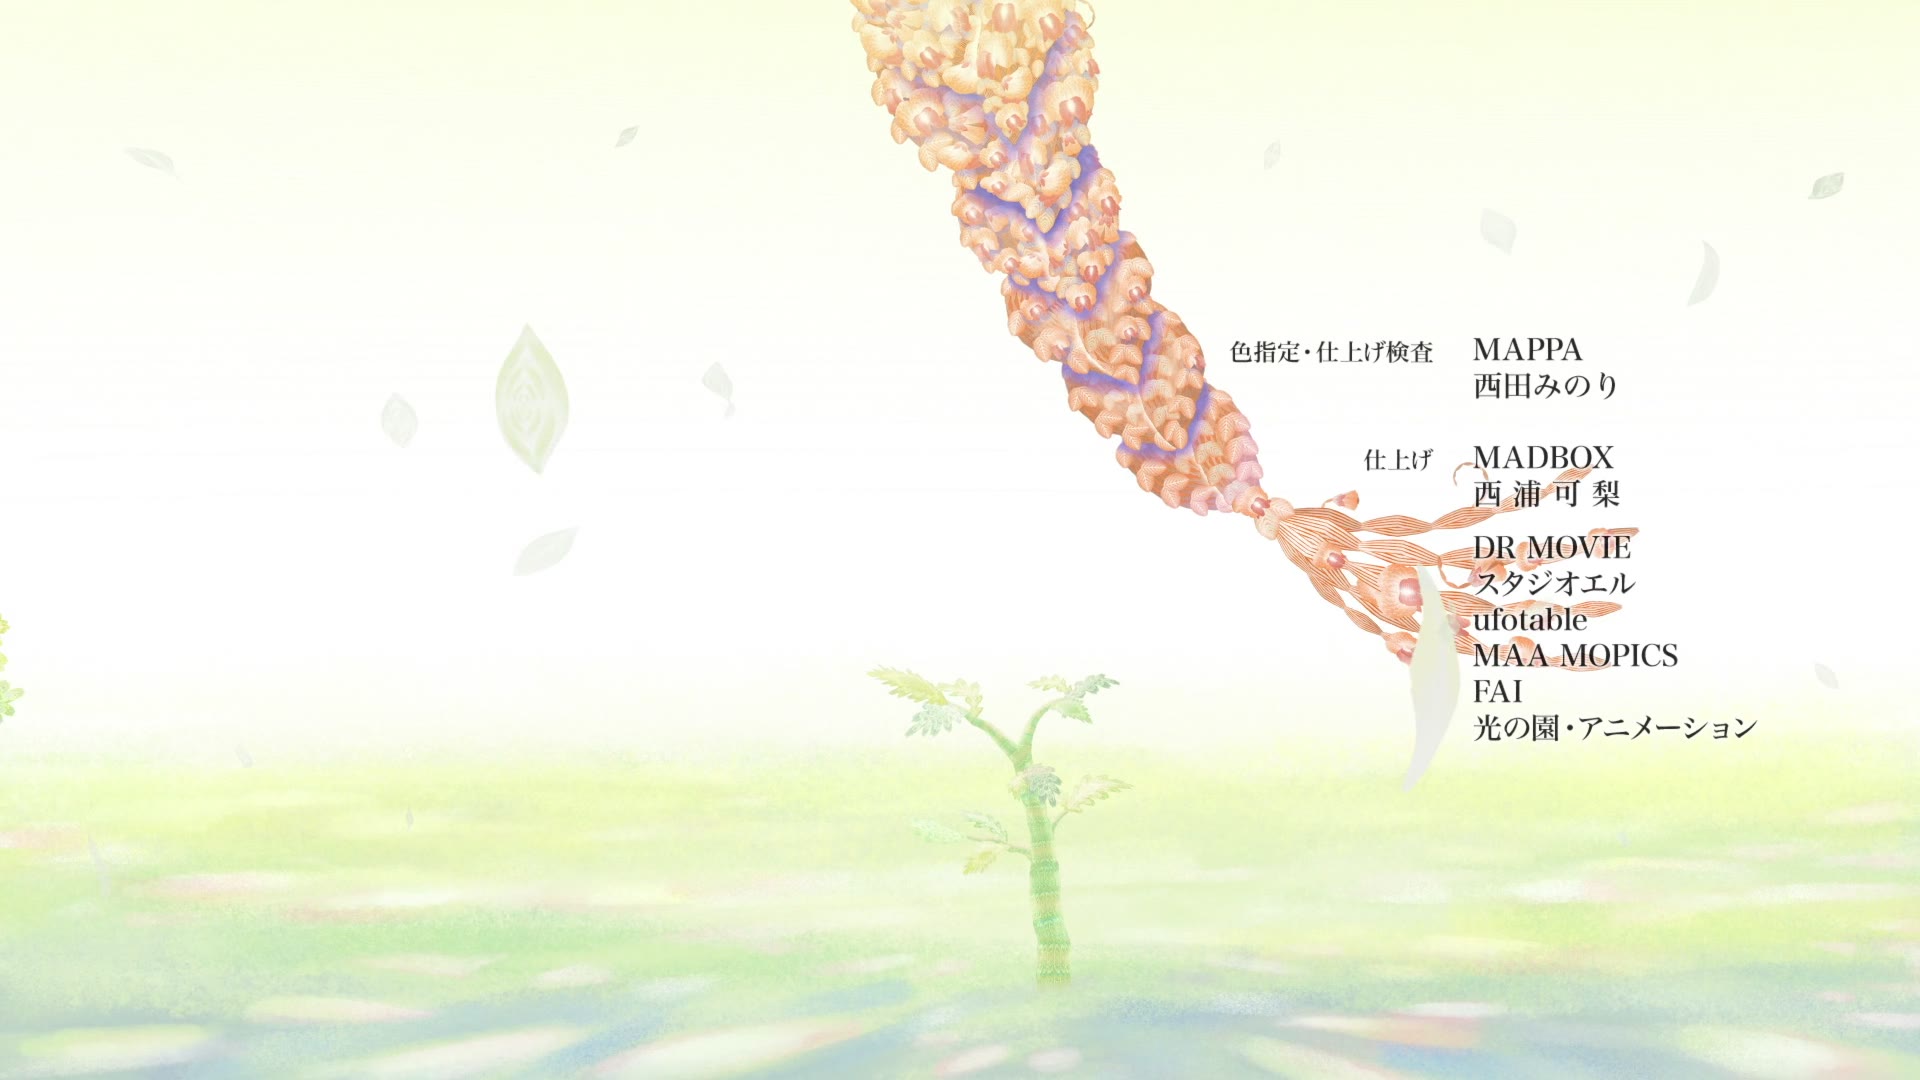 色指定・仕上げ検査 MAPPA
西田みのり
仕上げ MADBOX
西浦可梨
DR MOVIE
スタジオエル
ufotable
MAA MOPICS
FAI
光の園・アニメーション